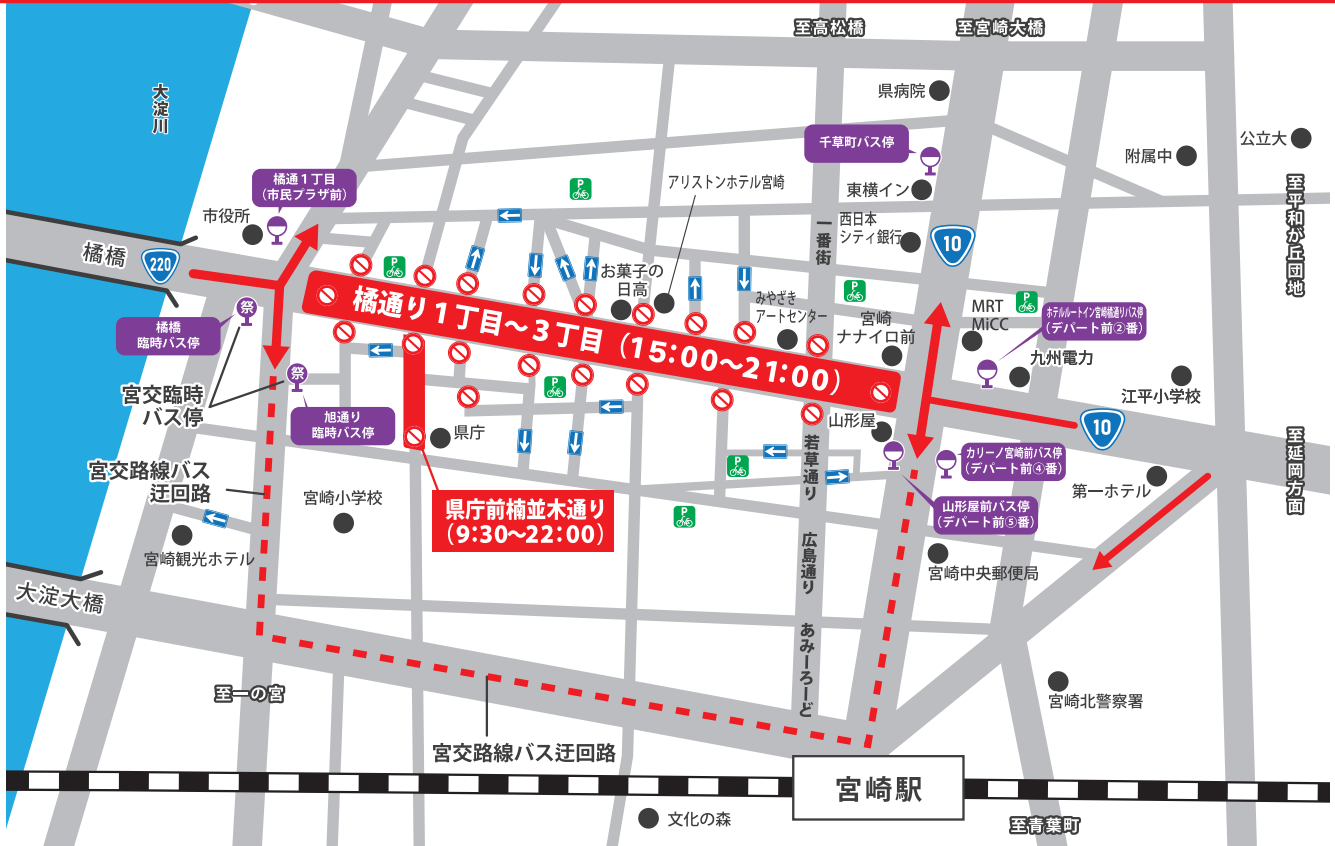 至高松橋
至宮崎大橋
大淀川
県病院
千草町バス停
公立大
附属中
橘通1丁目
(市民プラザ前)
P
アリストンホテル宮崎
東横イン
至平和が丘団地
市役所
西日本
シティ銀行
一番街
10
橘橋
220
P
お菓子の
日高
みやざき
アートセンター
P
宮崎
ナナイロ前
MRT
MiCC
P
ホテルルートイン宮崎橘通りバス停
(デパート前②番)
祭
橘橋
臨時バス停
橘通り1丁目～3丁目(15:00～21:00)
九州電力
江平小学校
祭
宮交臨時
バス停
旭通り
臨時バス停
P
県庁
山形屋
10
若草通り
カリーノ宮崎前バス停
(デパート前④番)
至延岡方面
宮交路線バス
迂回路
P
第一ホテル
宮崎小学校
県庁前楠並木通り
(9:30～22:00)
P
山形屋前バス停
(デパート前⑤番)
宮崎観光ホテル
広島通り
宮崎中央郵便局
大淀大橋
あみーろーど
至一の宮
宮崎北警察署
宮交路線バス迂回路
宮崎駅
文化の森
至青葉町